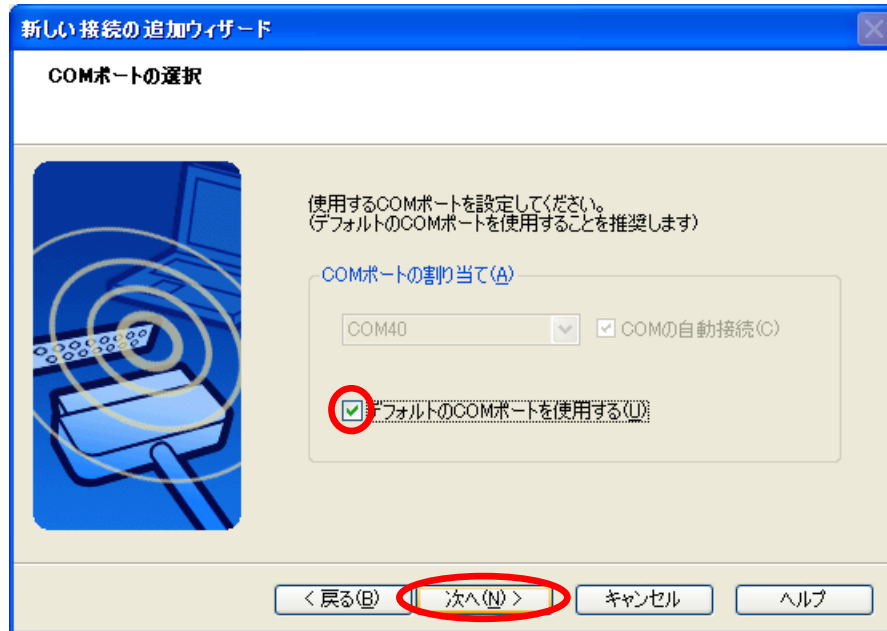 新しい接続の追加ウィザード
COMポートの選択
使用するCOMポートを設定してください。
(デフォルトのCOMポートを使用することを推奨します)
COMポートの割り当て(A)
COM40
COMの自動接続(C)
デフォルトのCOMポートを使用する(U)
< 戻る(B)
次へ(N) >
キャンセル
ヘルプ